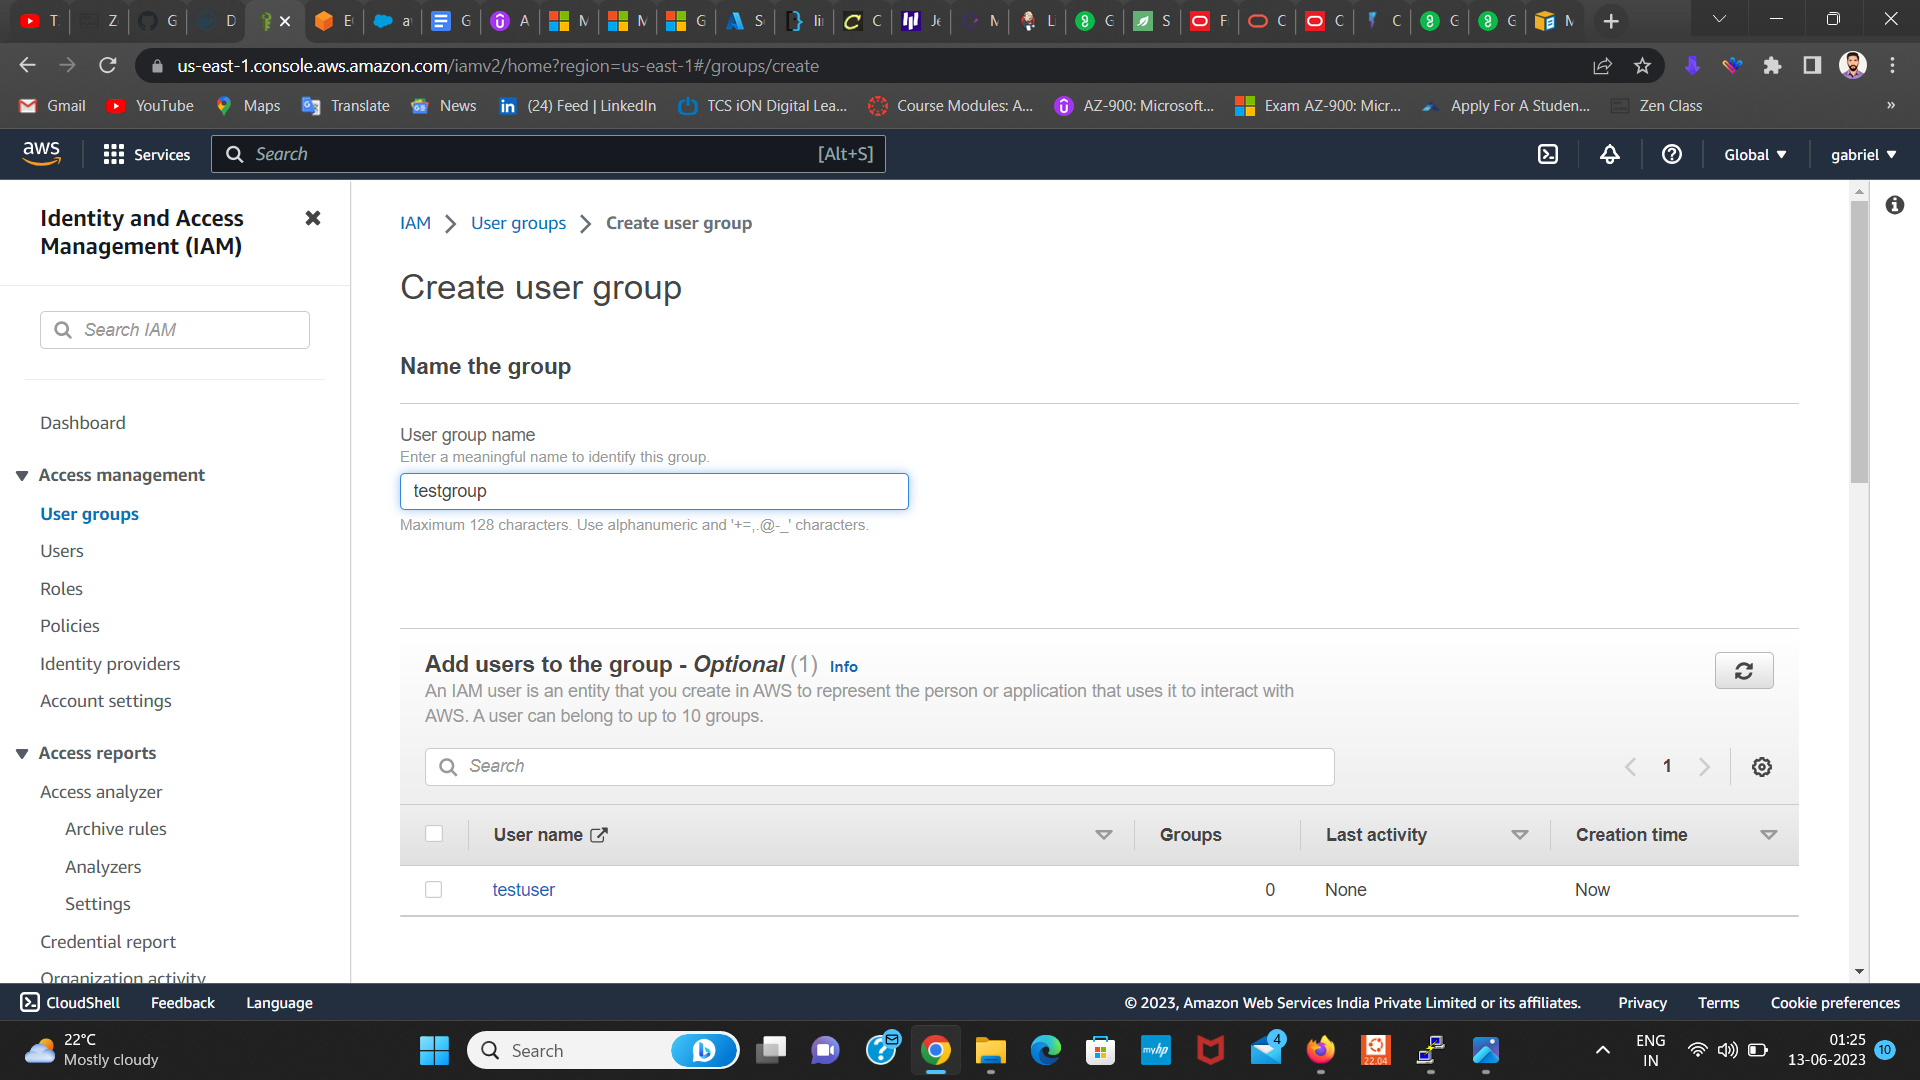 us-east-1.console.aws.amazon.com/iamv2/home?region=us-east-1#/groups/create
Gmail
YouTube
Maps
Translate
News
(24) Feed | LinkedIn
TCS iON Digital Lea...
Course Modules: A...
AZ-900: Microsoft...
Exam AZ-900: Micr...
Apply For A Studen...
Zen Class
»
aws
Services
Search
[Alt+S]
Global
gabriel
Identity and Access
Management (IAM)
Search IAM
Dashboard
Access management
User groups
Users
Roles
Policies
Identity providers
Account settings
Access reports
Access analyzer
Archive rules
Analyzers
Settings
Credential report
Organization activity
IAM > User groups > Create user group
Create user group
Name the group
User group name
Enter a meaningful name to identify this group.
testgroup
Maximum 128 characters. Use alphanumeric and '+=,.@-_' characters.
Add users to the group - Optional (1) Info
An IAM user is an entity that you create in AWS to represent the person or application that uses it to interact with
AWS. A user can belong to up to 10 groups.
Search
1
User name
Groups
Last activity
Creation time
testuser
0
None
Now
CloudShell
Feedback
Language
© 2023, Amazon Web Services India Private Limited or its affiliates.
Privacy
Terms
Cookie preferences
22°C
Mostly cloudy
Search
myhp
4
22.04
ENG
IN
01:25
13-06-2023
10